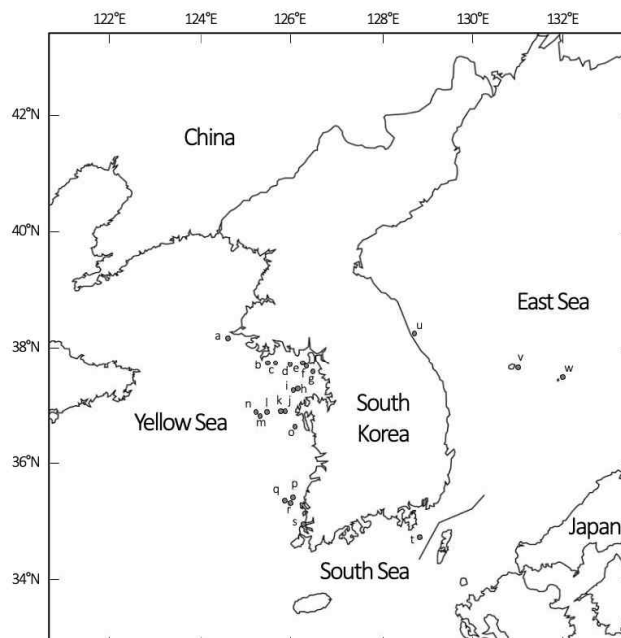 122°E 124°E 126°E 128°E 130°E 132°E
42°N
China
40°N
East Sea
u
a
38°N
v
b c d e f
w
g
i h
n l k j
South
Yellow Sea
m
Korea
o
36°N
q p
r
s
Japan
t
South Sea
34°N